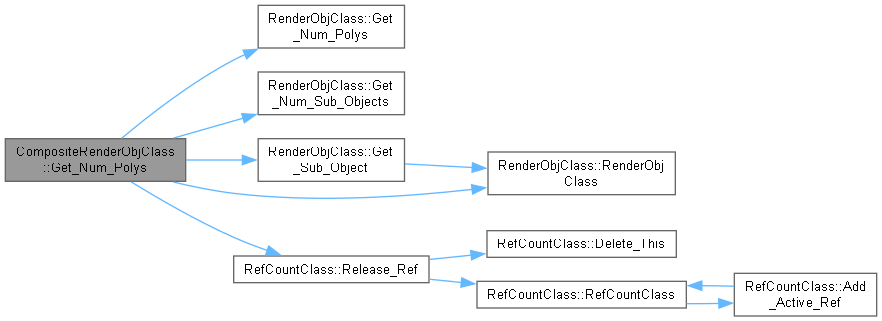 RenderObjClass::Get
_Num_Polys
RenderObjClass::Get
_Num_Sub_Objects
CompositeRenderObjClass
::Get_Num_Polys
RenderObjClass::Get
_Sub_Object
RenderObjClass::RenderObj
Class
RefCountClass::Release_Ref
RefCountClass::Delete_This
RefCountClass::RefCountClass
RefCountClass::Add
_Active_Ref